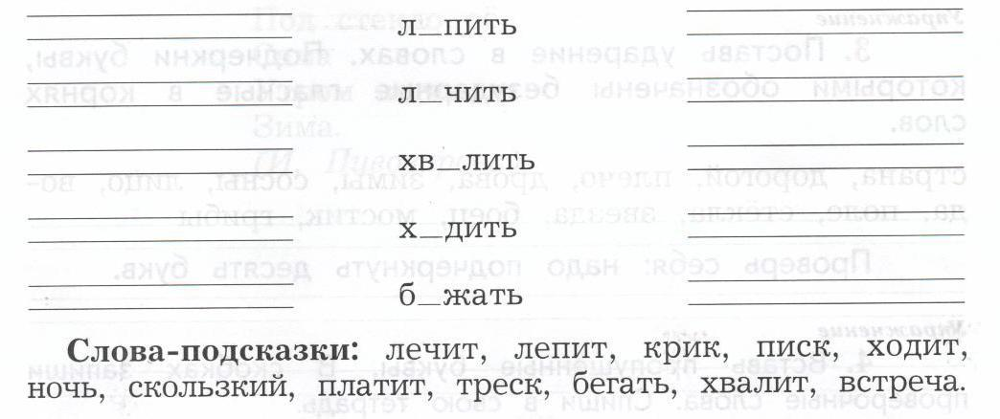 л_пить
л_чить
хв_лить
х_дить
б_жать
Слова-подсказки: лечит, лепит, крик, писк, ходит,
ночь, скользкий, платит, треск, бегать, хвалит, встреча.